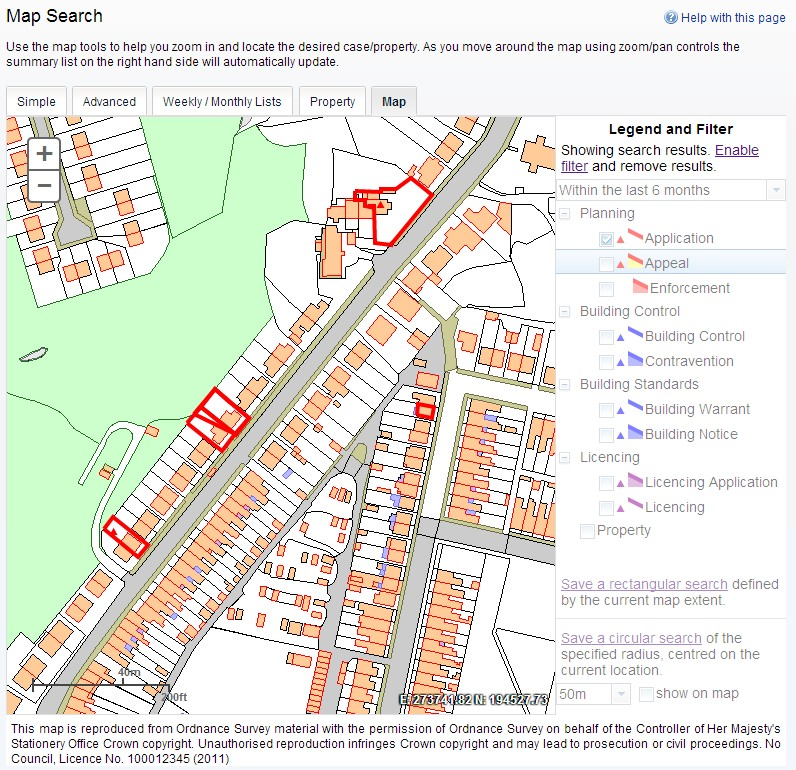 Map Search
Help with this page
Use the map tools to help you zoom in and locate the desired case/property. As you move around the map using zoom/pan controls the
summary list on the right hand side will automatically update.
Simple
Advanced
Weekly / Monthly Lists
Property
Map
+
−
Legend and Filter
Showing search results. Enable
filter and remove results.
Within the last 6 months
Planning
Application
Appeal
Enforcement
Building Control
Building Control
Contravention
Building Standards
Building Warrant
Building Notice
Licencing
Licencing Application
Licencing
Property
Save a rectangular search defined
by the current map extent.
Save a circular search of the
specified radius, centred on the
current location.
50m
show on map
40m
200ft
E: 273741.82 N: 194527.73
This map is reproduced from Ordnance Survey material with the permission of Ordnance Survey on behalf of the Controller of Her Majesty's
Stationery Office Crown copyright. Unauthorised reproduction infringes Crown copyright and may lead to prosecution or civil proceedings. No
Council, Licence No. 100012345 (2011)